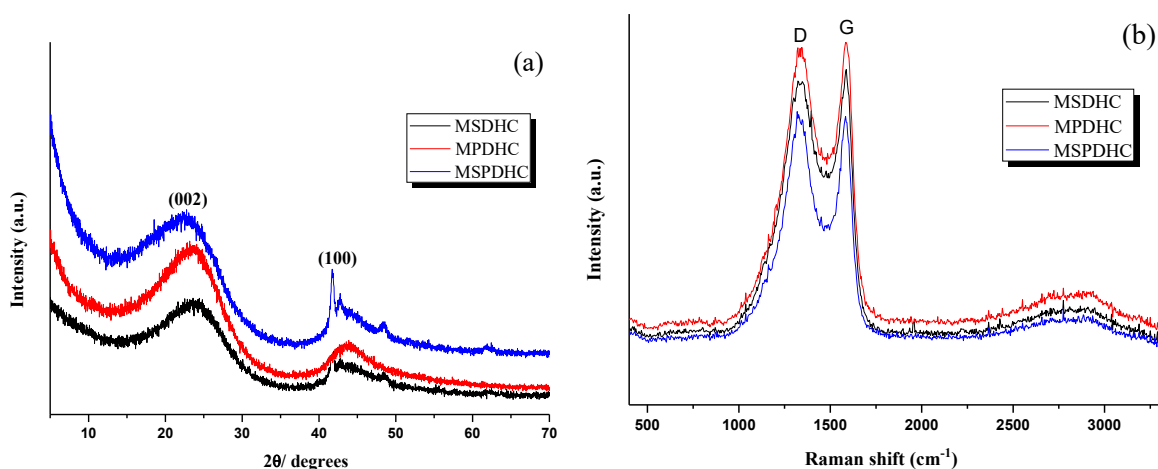 (a)
MSDHC
MPDHC
MSPDHC
(002)
(100)
Intensity (a.u.)
10 20 30 40 50 60 70
2θ/ degrees
(b)
D G
MSDHC
MPDHC
MSPDHC
Intensity (a.u.)
500 1000 1500 2000 2500 3000
Raman shift (cm⁻¹)